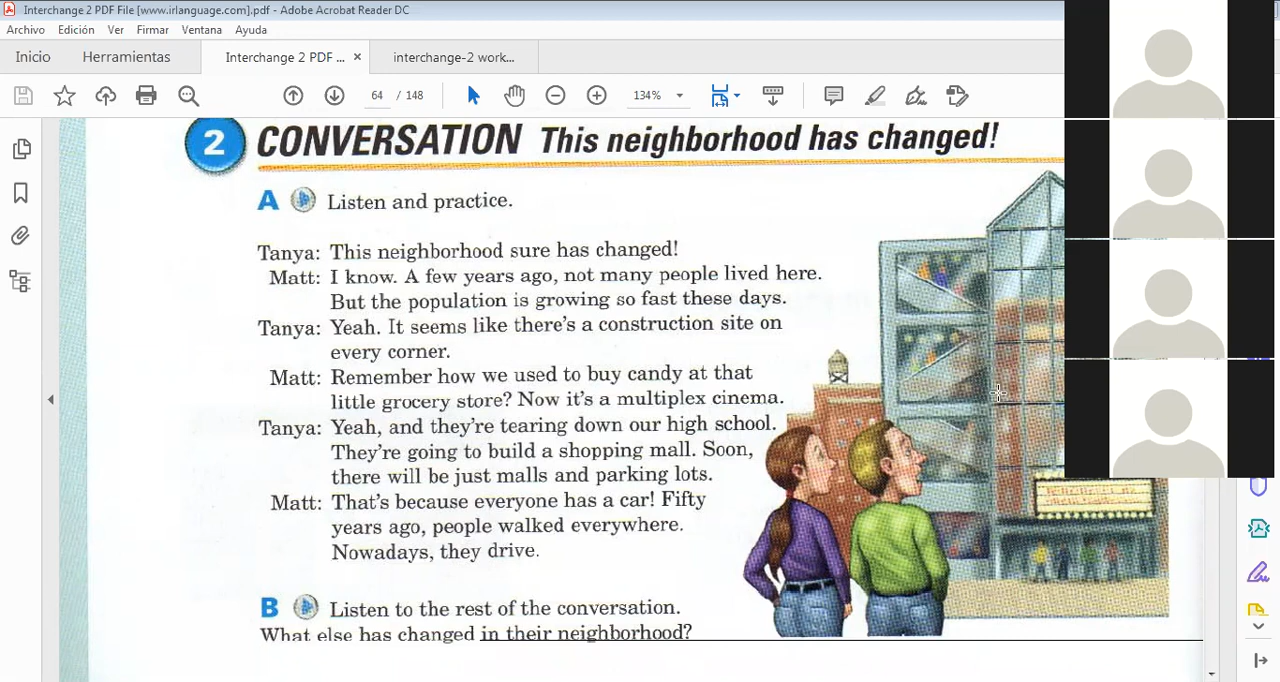 Interchange 2 PDF File [www.irlanguage.com].pdf - Adobe Acrobat Reader DC
Archivo Edición Ver Firmar Ventana Ayuda
Inicio Herramientas Interchange 2 PDF ... × interchange-2 work...
64 / 148 134%
2 CONVERSATION This neighborhood has changed!
A Listen and practice.
Tanya: This neighborhood sure has changed!
Matt: I know. A few years ago, not many people lived here.
But the population is growing so fast these days.
Tanya: Yeah. It seems like there's a construction site on
every corner.
Matt: Remember how we used to buy candy at that
little grocery store? Now it's a multiplex cinema.
Tanya: Yeah, and they're tearing down our high school.
They're going to build a shopping mall. Soon,
there will be just malls and parking lots.
Matt: That's because everyone has a car! Fifty
years ago, people walked everywhere.
Nowadays, they drive.
B Listen to the rest of the conversation.
What else has changed in their neighborhood?